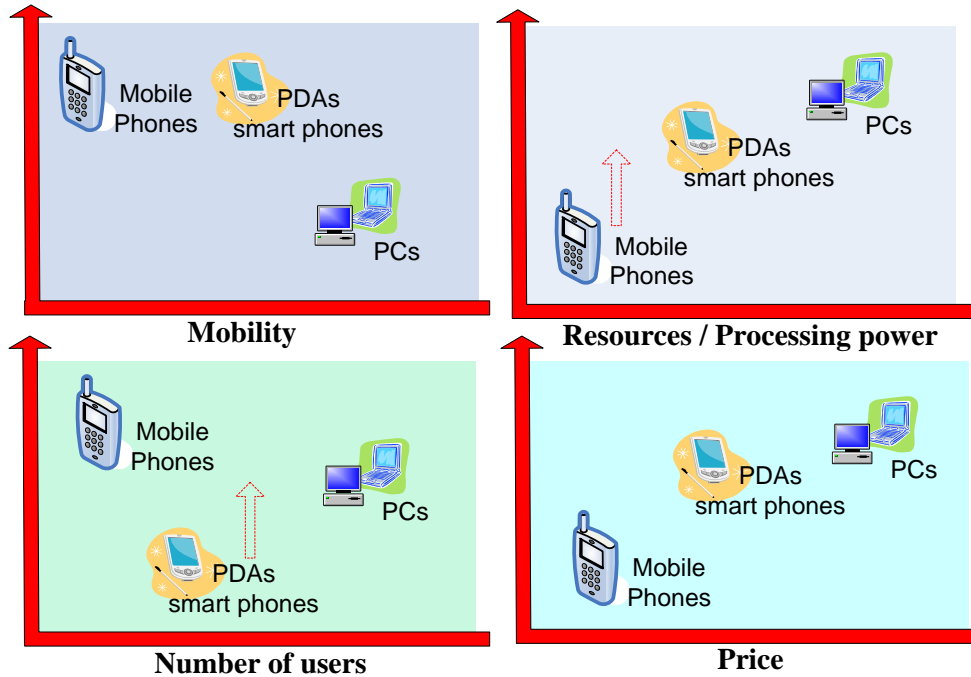 Mobile
Phones
PDAs
smart phones
PCs
Mobility
PCs
PDAs
smart phones
Mobile
Phones
Resources / Processing power
Mobile
Phones
PCs
PDAs
smart phones
Number of users
PCs
PDAs
smart phones
Mobile
Phones
Price